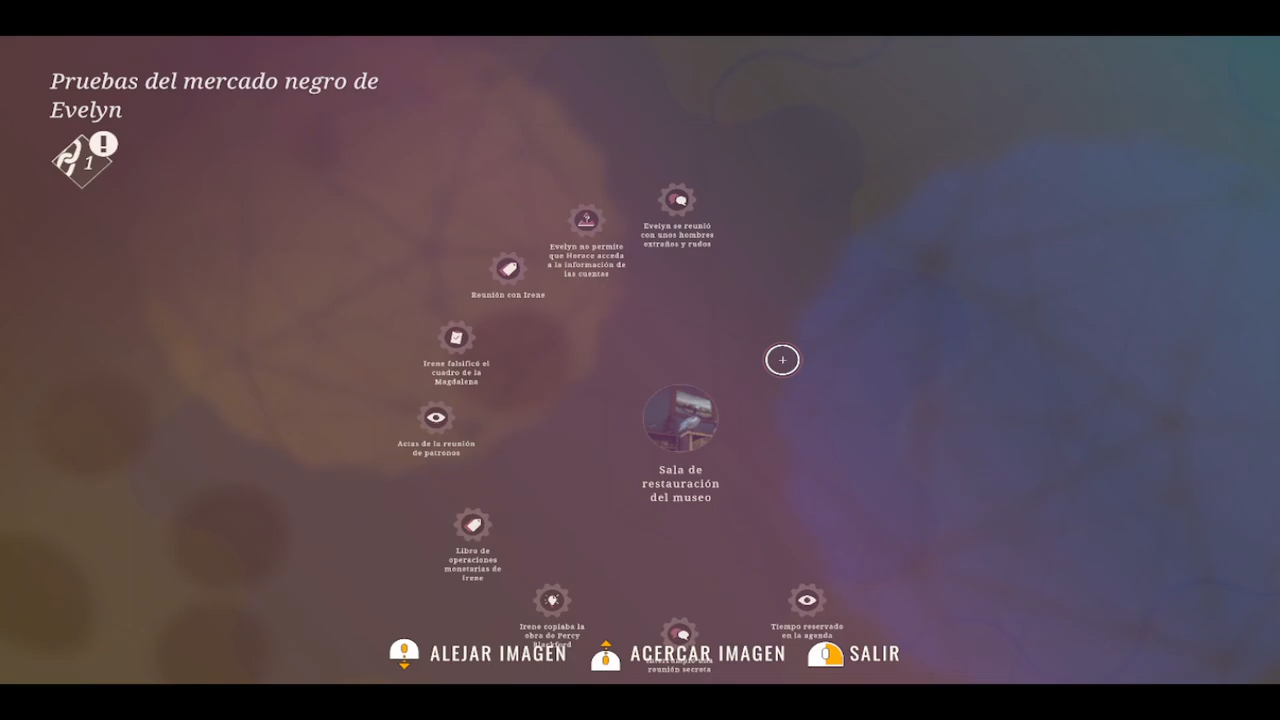 Pruebas del mercado negro de
Evelyn
1
Evelyn se reunió
con unos hombres
extraños y rudos
Evelyn no permite
que Horace acceda
a la información de
las cuentas
Reunión con Irene
Irene falsificó el
cuadro de la
Magdalena
Actas de la reunión
de patronos
Sala de
restauración
del museo
Libro de
operaciones
monetarias de
Irene
Irene copiaba la
obra de Percy
Tiempo reservado
en la agenda
reunión secreta
ALEJAR IMAGEN
ACERCAR IMAGEN
SALIR